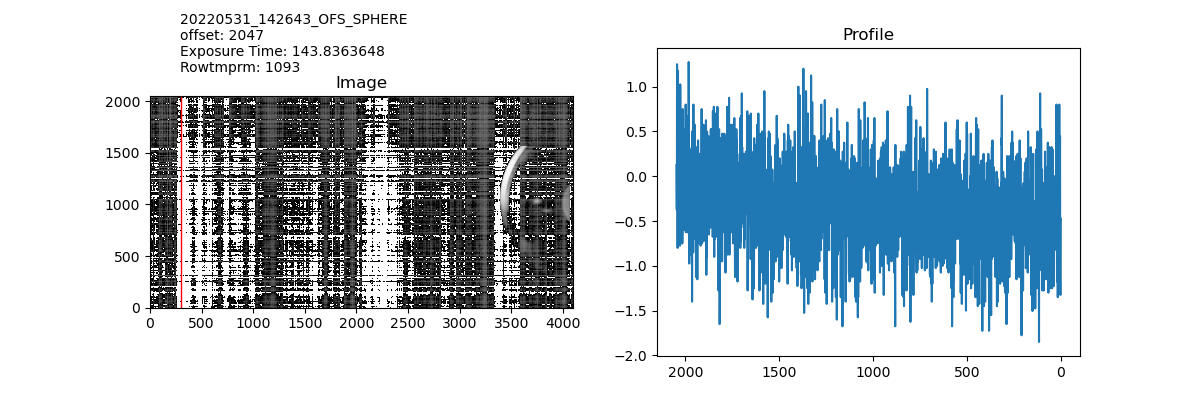 20220531_142643_OFS_SPHERE
offset: 2047
Exposure Time: 143.8363648
Rowtmprm: 1093
Image
2000
1500
1000
500
0
0 500 1000 1500 2000 2500 3000 3500 4000
Profile
1.0
0.5
0.0
−0.5
−1.0
−1.5
−2.0
2000 1500 1000 500 0